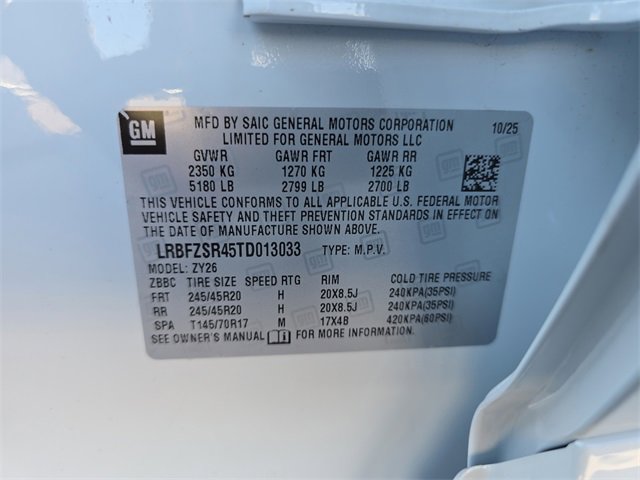 GM
MFD BY SAIC GENERAL MOTORS CORPORATION 10/25
LIMITED FOR GENERAL MOTORS LLC
GVWR GAWR FRT GAWR RR
2350 KG 1270 KG 1225 KG
5180 LB 2799 LB 2700 LB
THIS VEHICLE CONFORMS TO ALL APPLICABLE U.S. FEDERAL MOTOR
VEHICLE SAFETY AND THEFT PREVENTION STANDARDS IN EFFECT ON
DATE OF MANUFACTURE SHOWN ABOVE.
LRBFZSR45TD013033 TYPE: M.P.V.
MODEL: ZY26
ZBBC TIRE SIZE SPEED RTG RIM COLD TIRE PRESSURE
FRT 245/45R20 H 20X8.5J 240KPA(35PSI)
RR 245/45R20 H 20X8.5J 240KPA(35PSI)
SPA T145/70R17 M 17X4B 420KPA(60PSI)
SEE OWNER'S MANUAL FOR MORE INFORMATION.